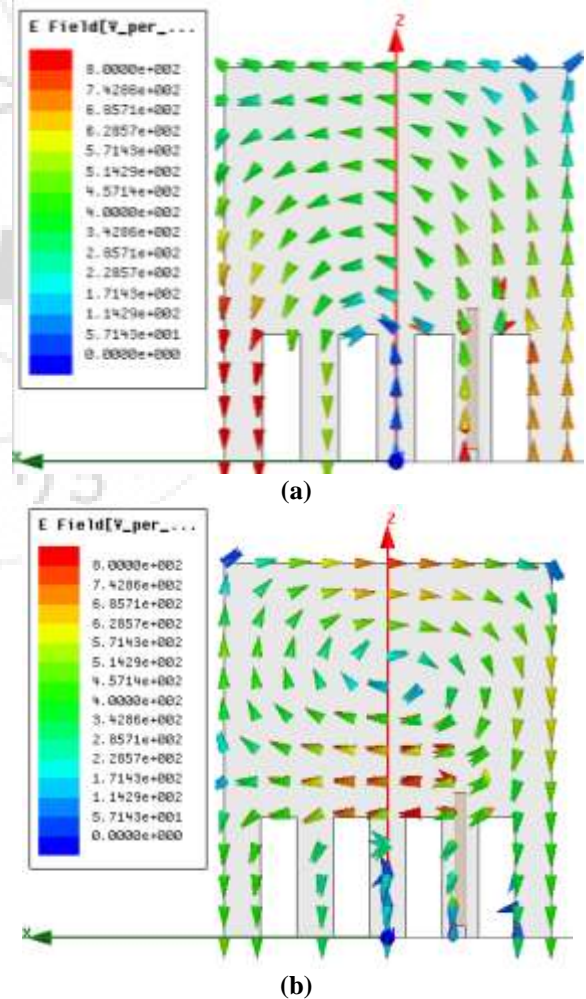 E Field[V_per_...
8.0000e+002
7.4286e+002
6.8571e+002
6.2857e+002
5.7143e+002
5.1429e+002
4.5714e+002
4.0000e+002
3.4286e+002
2.8571e+002
2.2857e+002
1.7143e+002
1.1429e+002
5.7143e+001
0.0000e+000
Z
X
(a)
E Field[V_per_...
8.0000e+002
7.4286e+002
6.8571e+002
6.2857e+002
5.7143e+002
5.1429e+002
4.5714e+002
4.0000e+002
3.4286e+002
2.8571e+002
2.2857e+002
1.7143e+002
1.1429e+002
5.7143e+001
0.0000e+000
Z
X
(b)